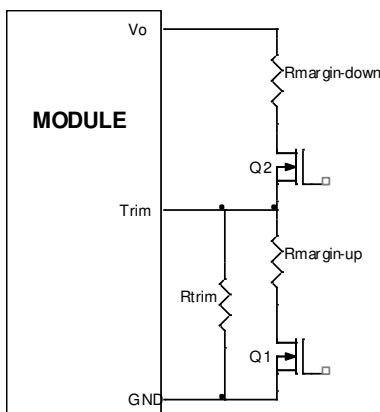 Vo
Rmargin-down
MODULE
Q2
Trim
Rmargin-up
Rtrim
Q1
GND